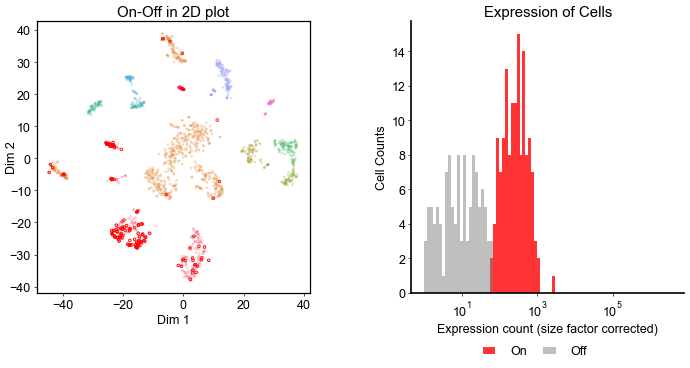 On-Off in 2D plot
40
30
20
10
0
−10
−20
−30
−40
Dim 2
−40 −20 0 20 40
Dim 1
Expression of Cells
14
12
10
8
6
4
2
0
Cell Counts
10^1 10^3 10^5
Expression count (size factor corrected)
On Off